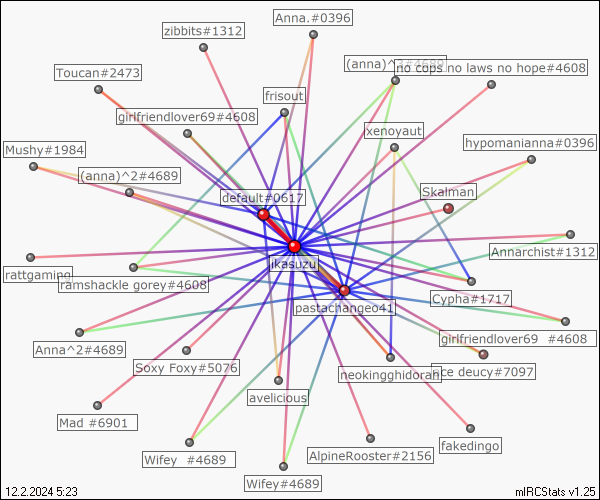 Anna.#0396
zibbits#1312
(anna)^
no cops no laws no hope#4608
Toucan#2473
frisout
girlfriendlover69#4608
xenoyaut
Mushy#1984
hypomanianna#0396
(anna)^2#4689
default#0617
Skalman
Annarchist#1312
ikasuzu
rattgaming
ramshackle gorey#4608
Cypha#1717
pastachangeo41
Anna^2#4689
girlfriendlover69 #4608
Soxy Foxy#5076
neokingghidorah
deucy#7097
avelicious
Mad #6901
AlpineRooster#2156
fakedingo
Wifey #4689
Wifey#4689
12.2.2024 5:23
mIRCStats v1.25